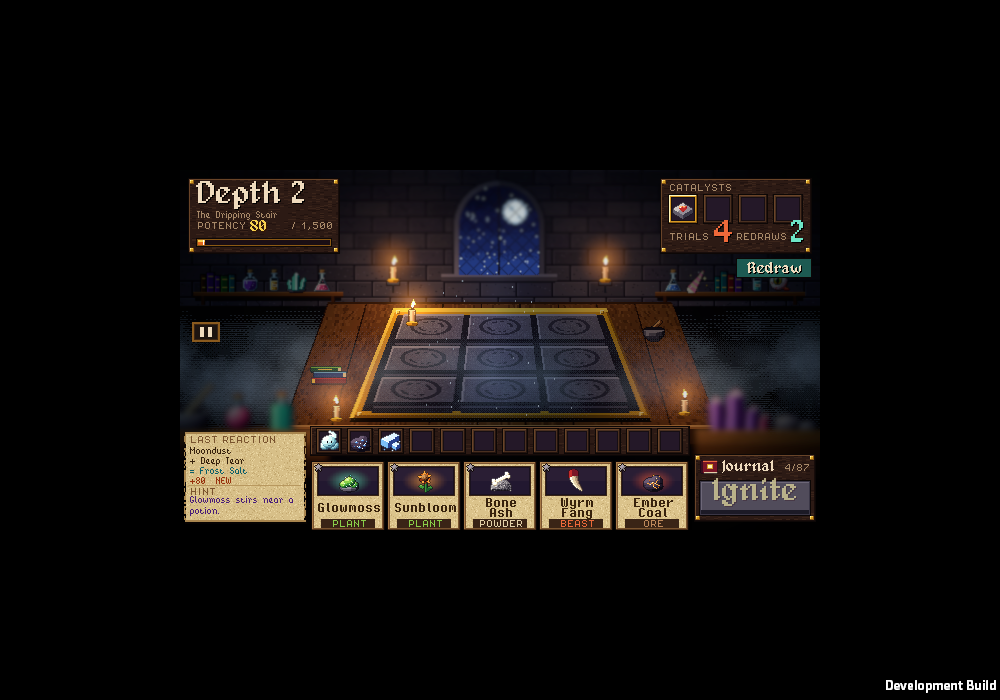 Depth 2
The Dripping Stair
POTENCY 80 / 1,500
CATALYSTS
TRIALS 4 REDRAWS 2
Redraw
LAST REACTION
Moondust
+ Deep Tear
= Frost Salt
+80 NEW
HINT
Glowmoss stirs near a
potion.
Glowmoss
PLANT
Sunbloom
PLANT
Bone
Ash
POWDER
Wyrm
Fang
BEAST
Ember
Coal
ORE
Journal 4/87
Ignite
Development Build